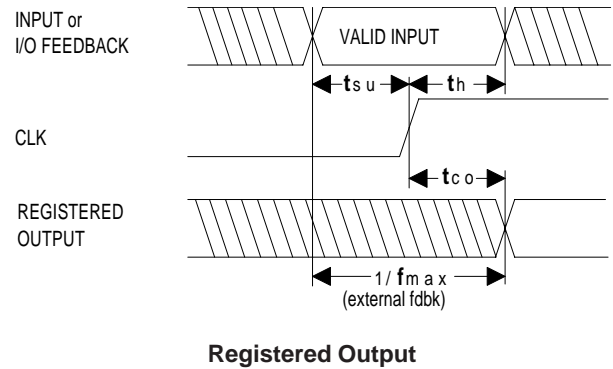 INPUT or
I/O FEEDBACK
VALID INPUT
tsu
th
CLK
tco
REGISTERED
OUTPUT
1/fmax
(external fdbk)
Registered Output